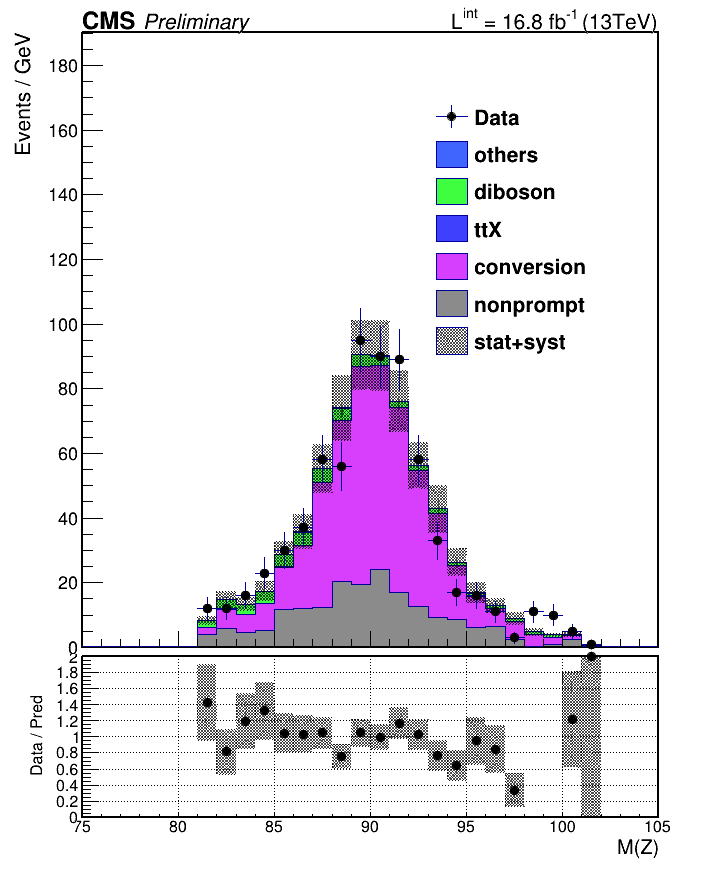 CMS Preliminary
L^int = 16.8 fb^-1 (13TeV)
Events / GeV
180
160
140
120
100
80
60
40
20
0
Data
others
diboson
ttX
conversion
nonprompt
stat+syst
Data / Pred
2
1.8
1.6
1.4
1.2
1
0.8
0.6
0.4
0.2
0
75 80 85 90 95 100 105
M(Z)